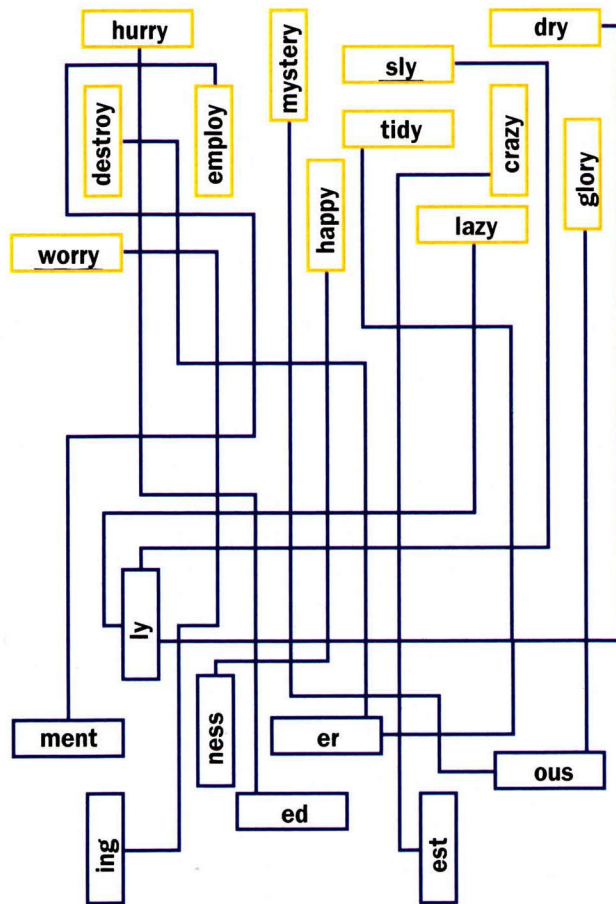 hurry
dry
sly
mystery
destroy
employ
tidy
crazy
glory
happy
lazy
worry
ly
ness
ment
er
ous
ing
ed
est